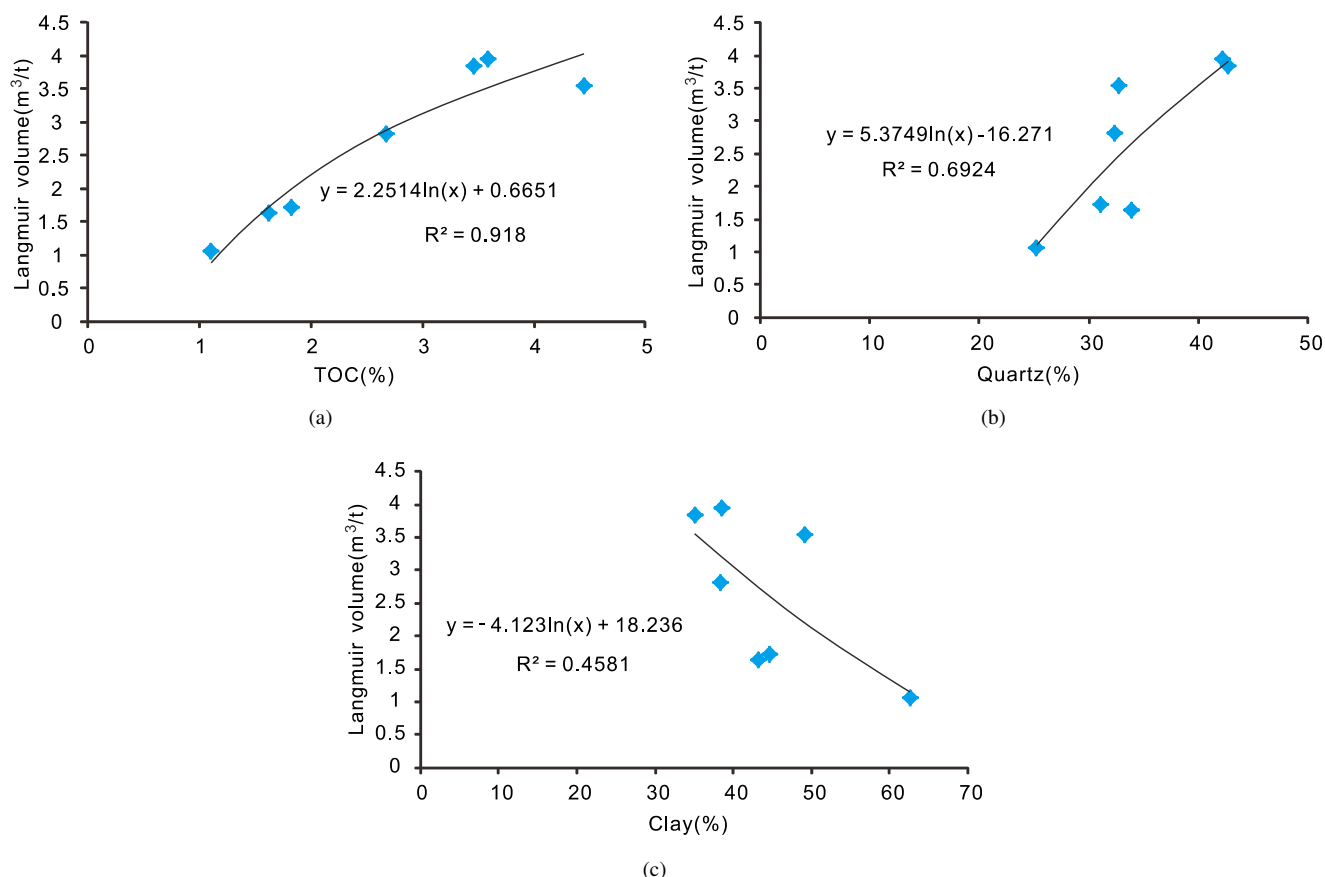 4.5
4
3.5
3
2.5
2
1.5
1
0.5
0
Langmuir volume(m³/t)
y = 2.2514ln(x) + 0.6651
R² = 0.918
0 1 2 3 4 5
TOC(%)
(a)
4.5
4
3.5
3
2.5
2
1.5
1
0.5
0
Langmuir volume(m³/t)
y = 5.3749ln(x) -16.271
R² = 0.6924
0 10 20 30 40 50
Quartz(%)
(b)
4.5
4
3.5
3
2.5
2
1.5
1
0.5
0
Langmuir volume(m³/t)
y = - 4.123ln(x) + 18.236
R² = 0.4581
0 10 20 30 40 50 60 70
Clay(%)
(c)